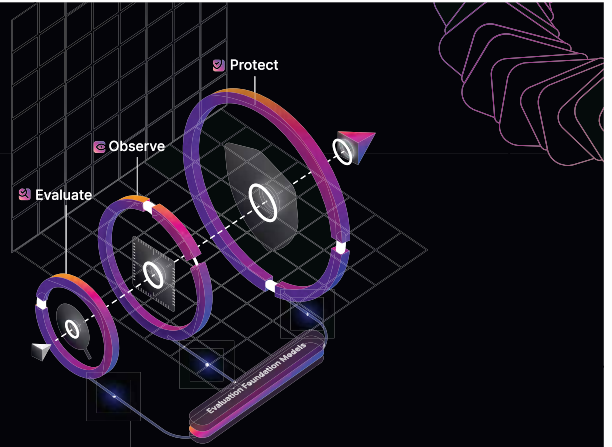 Protect
Observe
Evaluate
Evaluation Foundation Models